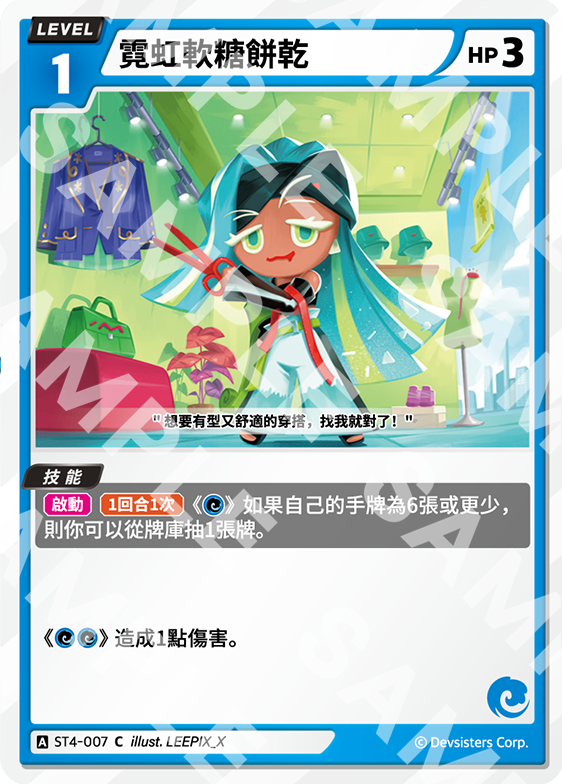 LEVEL
1
霓虹軟糖餅乾
HP 3
"想要有型又舒適的穿搭，找我就對了！"
技能
啟動 1回合1次 《》如果自己的手牌為6張或更少，
則你可以從牌庫抽1張牌。
《》造成1點傷害。
A ST4-007 C illust. LEEPIX_X
© Devsisters Corp.
SAMPLE